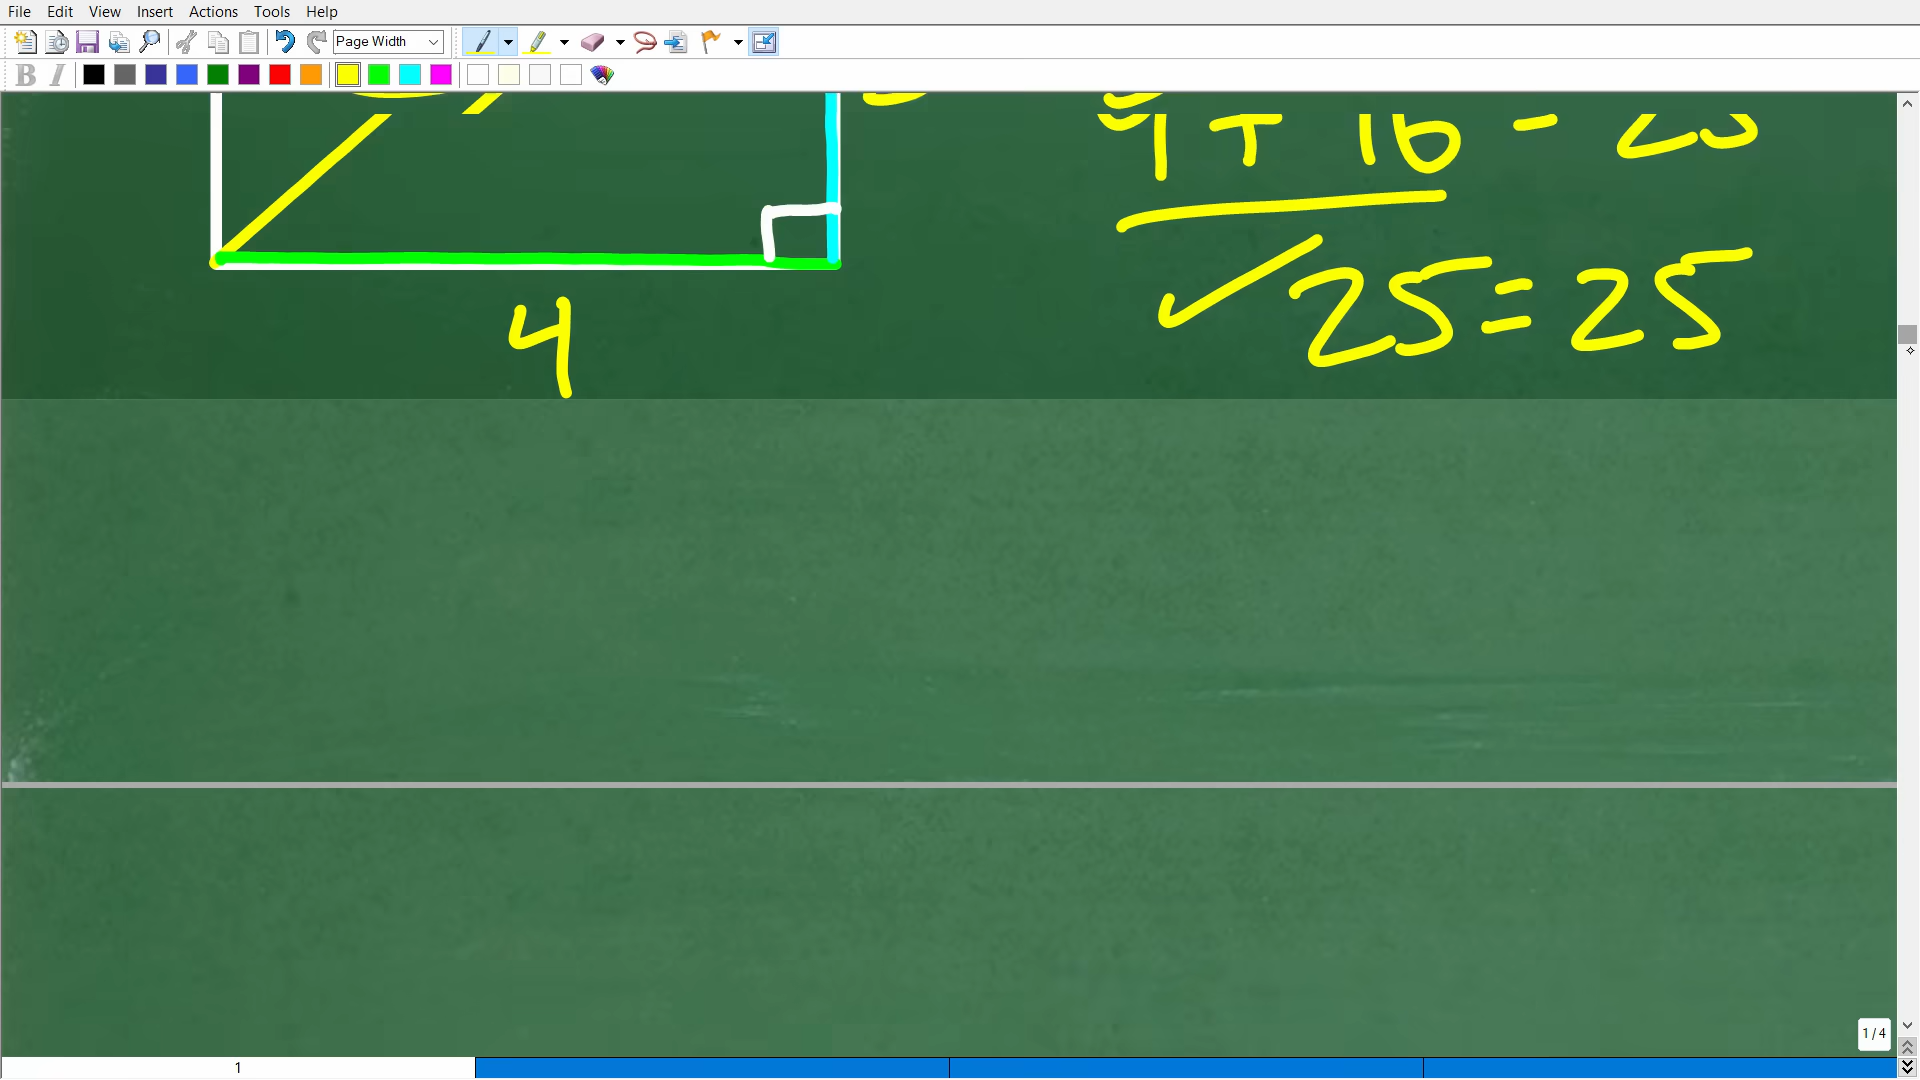 File Edit View Insert Actions Tools Help
Page Width
B I
9 + 16 = 25
25 = 25
4
1 / 4
1